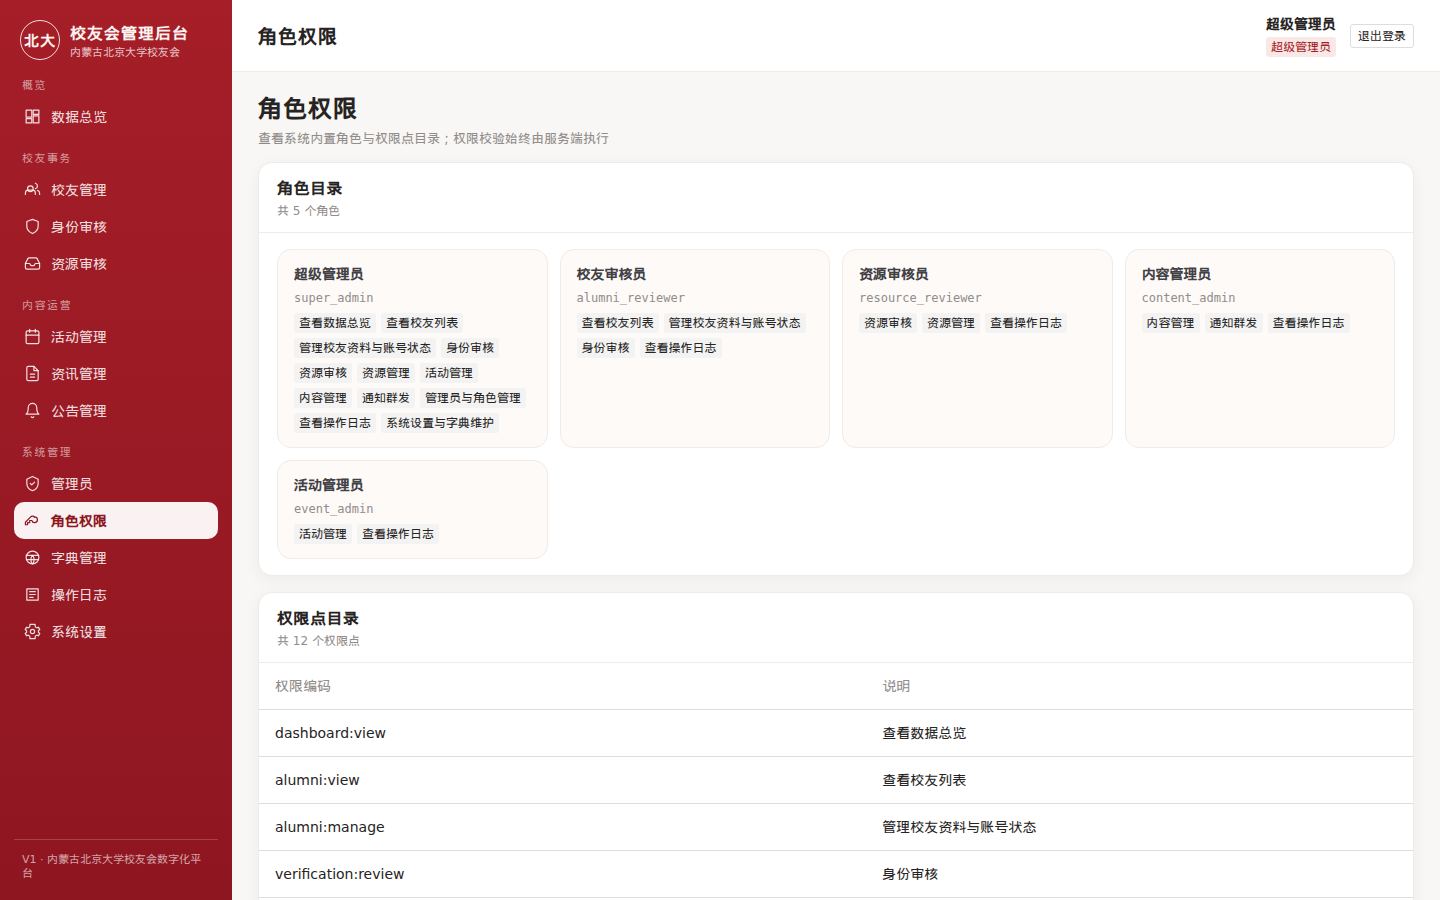 北大
校友会管理后台
内蒙古北京大学校友会
概览
数据总览
校友事务
校友管理
身份审核
资源审核
内容运营
活动管理
资讯管理
公告管理
系统管理
管理员
角色权限
字典管理
操作日志
系统设置
V1 · 内蒙古北京大学校友会数字化平
台
角色权限
超级管理员
超级管理员
退出登录
角色权限
查看系统内置角色与权限点目录；权限校验始终由服务端执行
角色目录
共 5 个角色
超级管理员
super_admin
查看数据总览 查看校友列表
管理校友资料与账号状态 身份审核
资源审核 资源管理 活动管理
内容管理 通知群发 管理员与角色管理
查看操作日志 系统设置与字典维护
校友审核员
alumni_reviewer
查看校友列表 管理校友资料与账号状态
身份审核 查看操作日志
资源审核员
resource_reviewer
资源审核 资源管理 查看操作日志
内容管理员
content_admin
内容管理 通知群发 查看操作日志
活动管理员
event_admin
活动管理 查看操作日志
权限点目录
共 12 个权限点
权限编码 说明
dashboard:view 查看数据总览
alumni:view 查看校友列表
alumni:manage 管理校友资料与账号状态
verification:review 身份审核